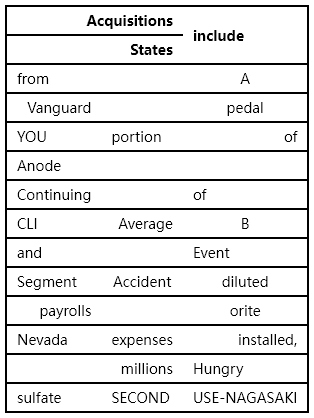 Acquisitions include
States
from A
Vanguard pedal
YOU portion of
Anode
Continuing of
CLI Average B
and Event
Segment Accident diluted
payrolls orite
Nevada expenses installed,
millions Hungry
sulfate SECOND USE-NAGASAKI